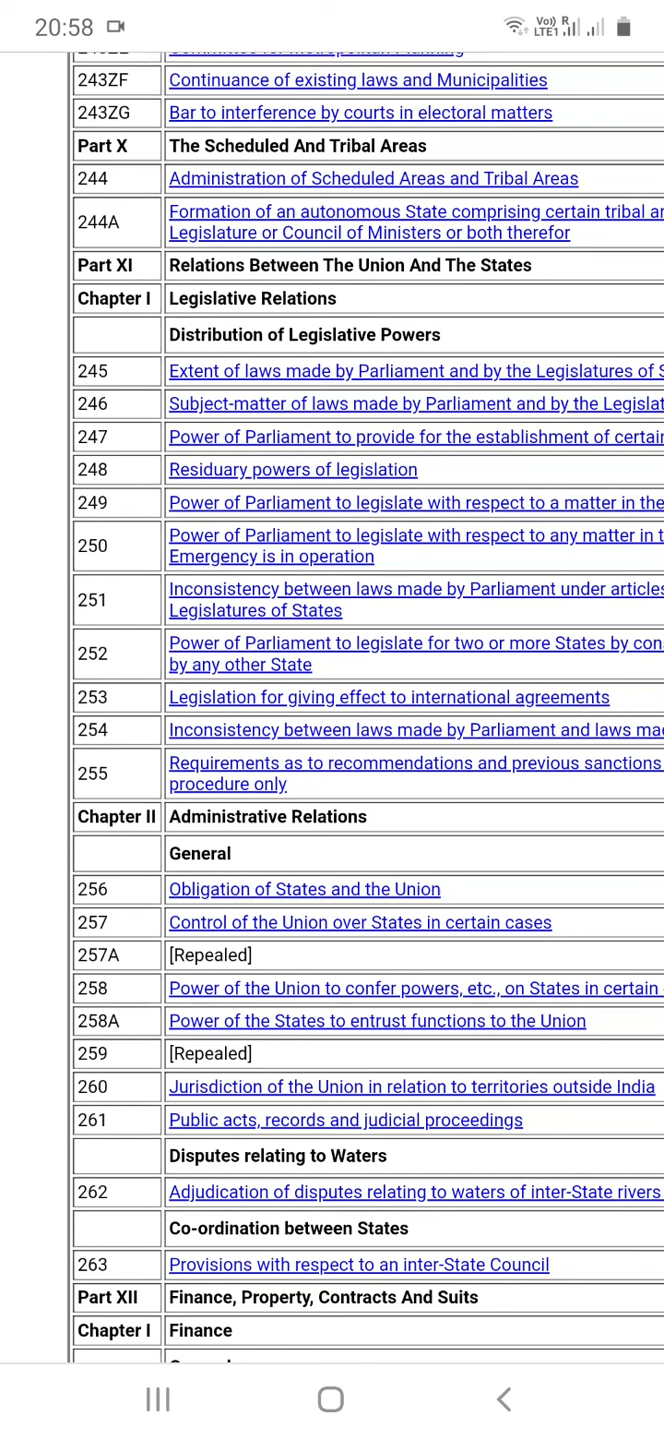 20:58
Vo) R
LTE1
243ZF Continuance of existing laws and Municipalities
243ZG Bar to interference by courts in electoral matters
Part X The Scheduled And Tribal Areas
244 Administration of Scheduled Areas and Tribal Areas
244A Formation of an autonomous State comprising certain tribal
Legislature or Council of Ministers or both therefor
Part XI Relations Between The Union And The States
Chapter I Legislative Relations
Distribution of Legislative Powers
245 Extent of laws made by Parliament and by the Legislatures of
246 Subject-matter of laws made by Parliament and by the
247 Power of Parliament to provide for the establishment of
248 Residuary powers of legislation
249 Power of Parliament to legislate with respect to a matter in the
250 Power of Parliament to legislate with respect to any matter in
Emergency is in operation
251 Inconsistency between laws made by Parliament under articles
Legislatures of States
252 Power of Parliament to legislate for two or more States by
by any other State
253 Legislation for giving effect to international agreements
254 Inconsistency between laws made by Parliament and laws
255 Requirements as to recommendations and previous sanctions
procedure only
Chapter II Administrative Relations
General
256 Obligation of States and the Union
257 Control of the Union over States in certain cases
257A [Repealed]
258 Power of the Union to confer powers, etc., on States in certain
258A Power of the States to entrust functions to the Union
259 [Repealed]
260 Jurisdiction of the Union in relation to territories outside India
261 Public acts, records and judicial proceedings
Disputes relating to Waters
262 Adjudication of disputes relating to waters of inter-State rivers
Co-ordination between States
263 Provisions with respect to an inter-State Council
Part XII Finance, Property, Contracts And Suits
Chapter I Finance